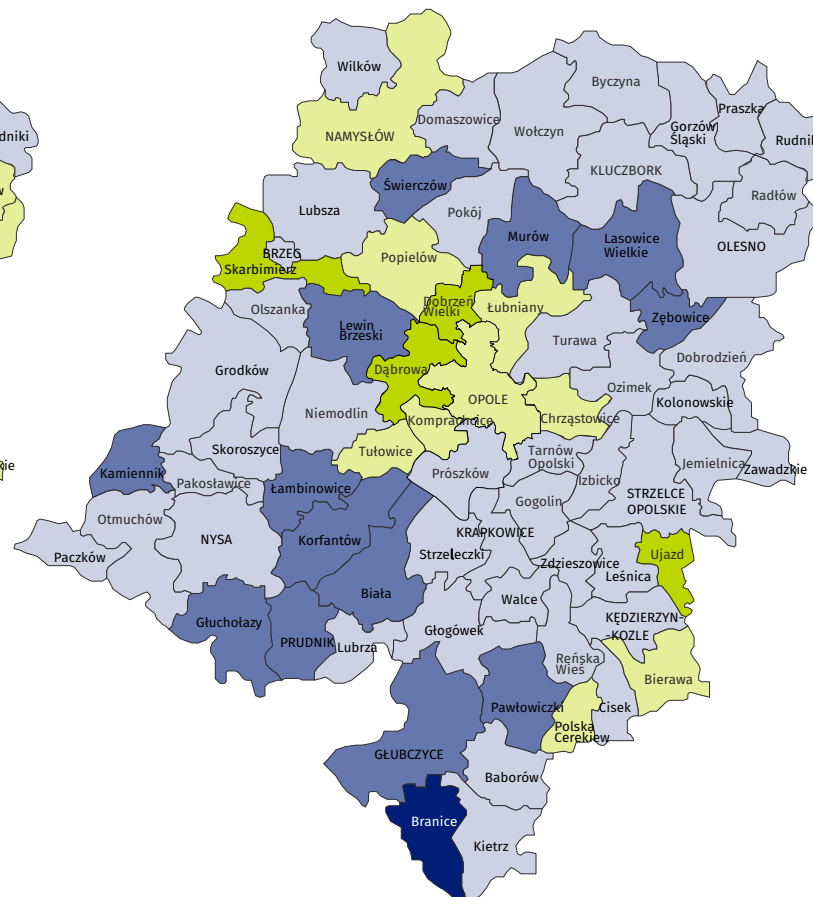 Wilków
Byczyna
Praszka
Domaszowice
Wołczyn
Gorzów
Śląski
dniki
NAMYSŁÓW
Rudnil
KLUCZBORK
Świerczów
Radłów
Lubsza
Pokój
Murów
Lasowice
Wielkie
OLESNO
BRZEG
Skarbimierz
Popielów
Olszanka
Dobrzeń
Wielki
Łubniany
Zębowice
Lewin
Brzeski
Turawa
Dobrodzień
Grodków
Dąbrowa
Ozimek
OPOLE
Kolonowskie
Niemodlin
Komprachcice
Chrząstowice
Skoroszyce
Tułowice
Tarnów
Opolski
Jemielnica
Zawadzkie
kie
Kamiennik
Prószków
Izbicko
Pakosławice
Łambinowice
STRZELCE
OPOLSKIE
Gogolin
Otmuchów
NYSA
Korfantów
KRAPKOWICE
Strzeleczki
Ujazd
Paczków
Zdzieszowice
Leśnica
Biała
Walce
Głuchołazy
KĘDZIERZYN-
-KOZLE
Głogówek
PRUDNIK
Lubrza
Reńska
Wieś
Bierawa
Pawłowiczki
Cisek
Polska
Cerekiew
GŁUBCZYCE
Baborów
Branice
Kietrz